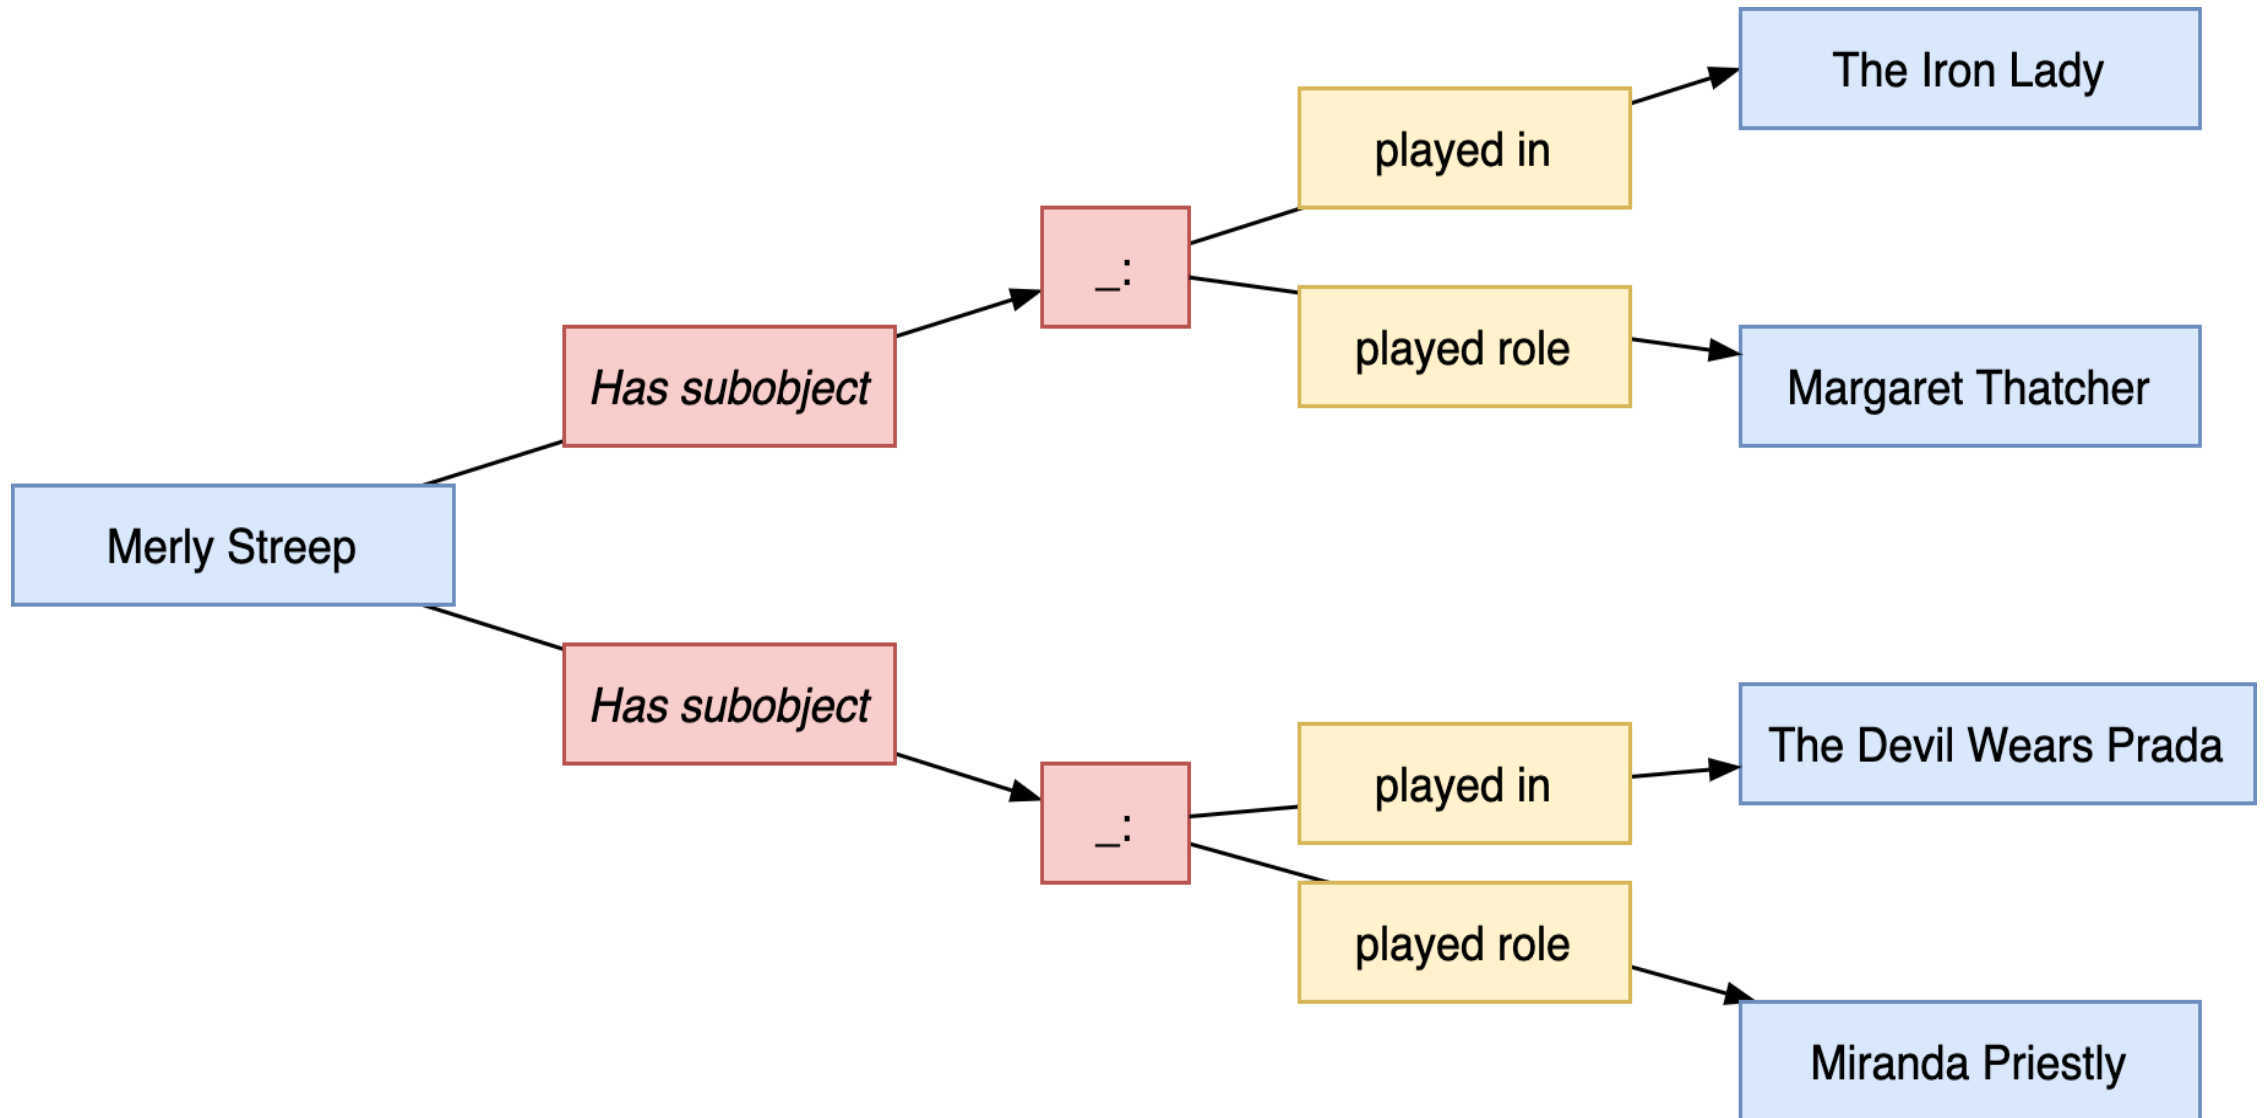 The Iron Lady
played in
_:
played role
Margaret Thatcher
Has subobject
Merly Streep
Has subobject
_:
played in
The Devil Wears Prada
played role
Miranda Priestly